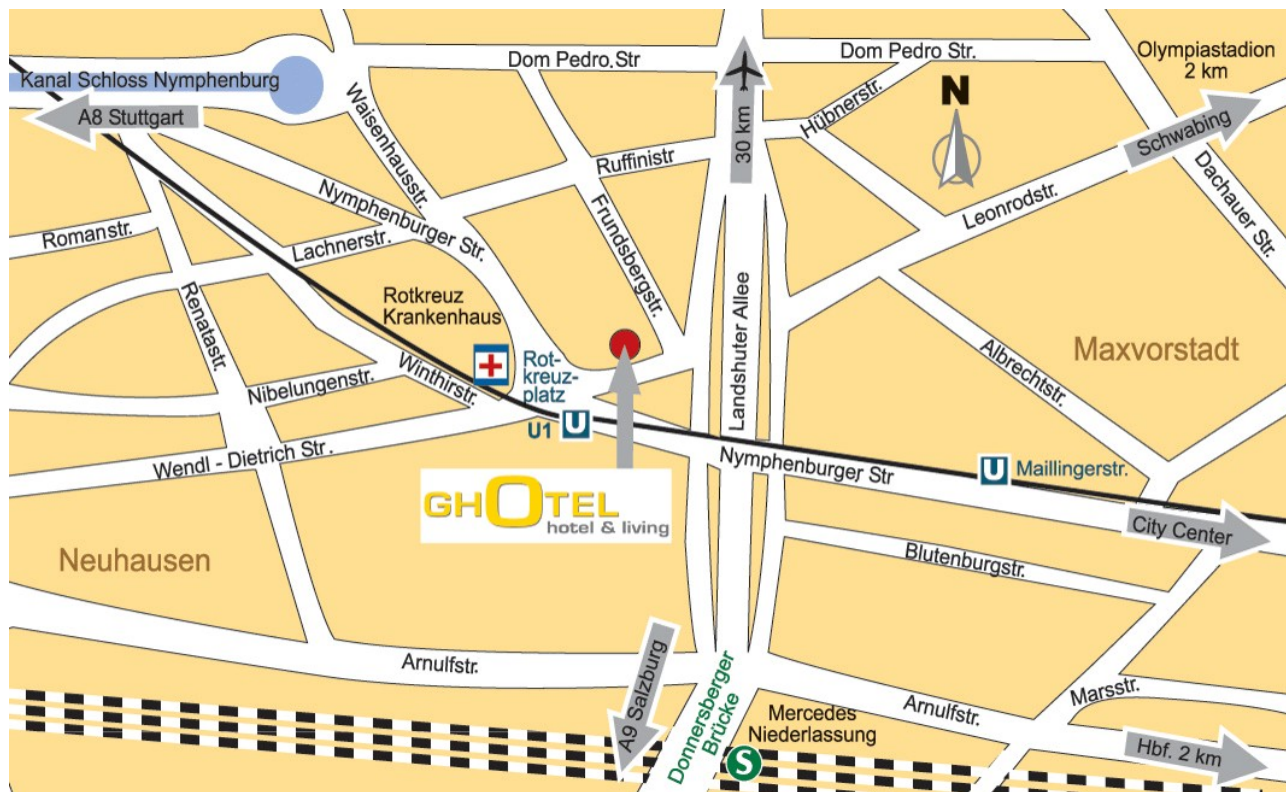 Dom Pedro.Str
Dom Pedro Str.
Olympiastadion
2 km
Kanal Schloss Nymphenburg
A8 Stuttgart
Waisenhausstr.
30 km
Hübnerstr.
N
Schwabing
Ruffinistr
Nymphenburger Str.
Frundsbergstr.
Leonrodstr.
Dachauer Str.
Romanstr.
Lachnerstr.
Renatastr.
Rotkreuz
Krankenhaus
Landshuter Allee
Albrechtstr.
Maxvorstadt
Nibelungenstr.
Winthirstr.
Rot-
kreuz-
platz
U1
U
Wendl - Dietrich Str.
Nymphenburger Str
U
Maillingerstr.
GHOTEL
hotel & living
City Center
Neuhausen
Blutenburgstr.
Arnulfstr.
A9 Salzburg
Donnersberger
Brücke
Mercedes
Niederlassung
S
Arnulfstr.
Marsstr.
Hbf. 2 km